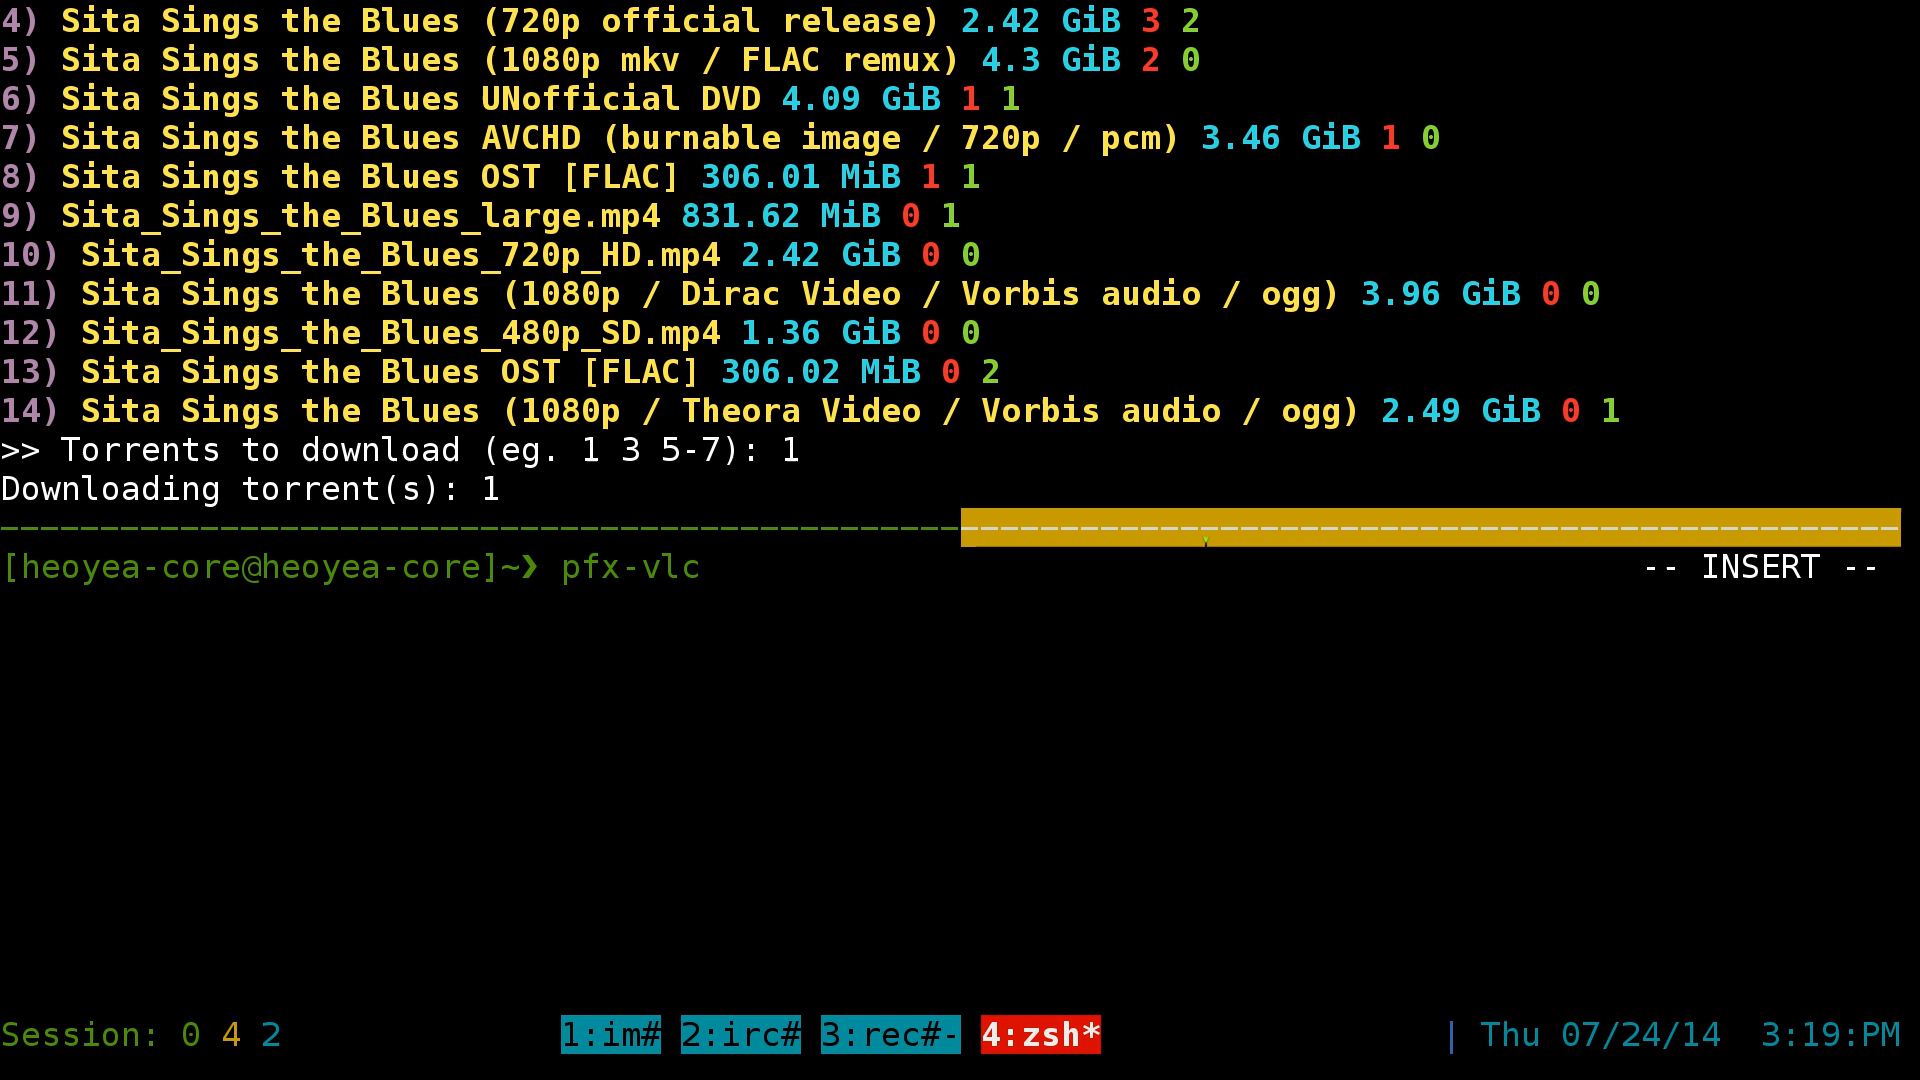 4) Sita Sings the Blues (720p official release) 2.42 GiB 3 2
5) Sita Sings the Blues (1080p mkv / FLAC remux) 4.3 GiB 2 0
6) Sita Sings the Blues UNofficial DVD 4.09 GiB 1 1
7) Sita Sings the Blues AVCHD (burnable image / 720p / pcm) 3.46 GiB 1 0
8) Sita Sings the Blues OST [FLAC] 306.01 MiB 1 1
9) Sita_Sings_the_Blues_large.mp4 831.62 MiB 0 1
10) Sita_Sings_the_Blues_720p_HD.mp4 2.42 GiB 0 0
11) Sita Sings the Blues (1080p / Dirac Video / Vorbis audio / ogg) 3.96 GiB 0 0
12) Sita_Sings_the_Blues_480p_SD.mp4 1.36 GiB 0 0
13) Sita Sings the Blues OST [FLAC] 306.02 MiB 0 2
14) Sita Sings the Blues (1080p / Theora Video / Vorbis audio / ogg) 2.49 GiB 0 1
>> Torrents to download (eg. 1 3 5-7): 1
Downloading torrent(s): 1
[heoyea-core@heoyea-core]~❯ pfx-vlc -- INSERT --
Session: 0 4 2 1:im# 2:irc# 3:rec#- 4:zsh* | Thu 07/24/14 3:19:PM